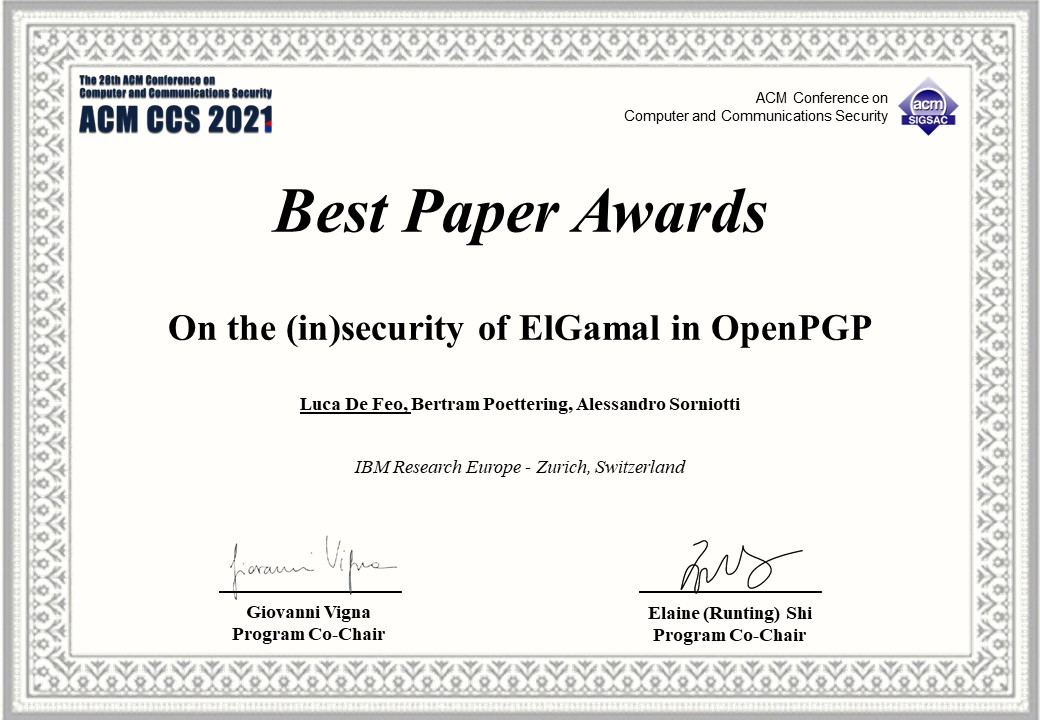 The 28th ACM Conference on
Computer and Communications Security
ACM CCS 2021
ACM Conference on
Computer and Communications Security
acm
SIGSAC
Best Paper Awards
On the (in)security of ElGamal in OpenPGP
Luca De Feo, Bertram Poettering, Alessandro Sorniotti
IBM Research Europe - Zurich, Switzerland
Giovanni Vigna
Giovanni Vigna
Program Co-Chair
Elaine (Runting) Shi
Program Co-Chair